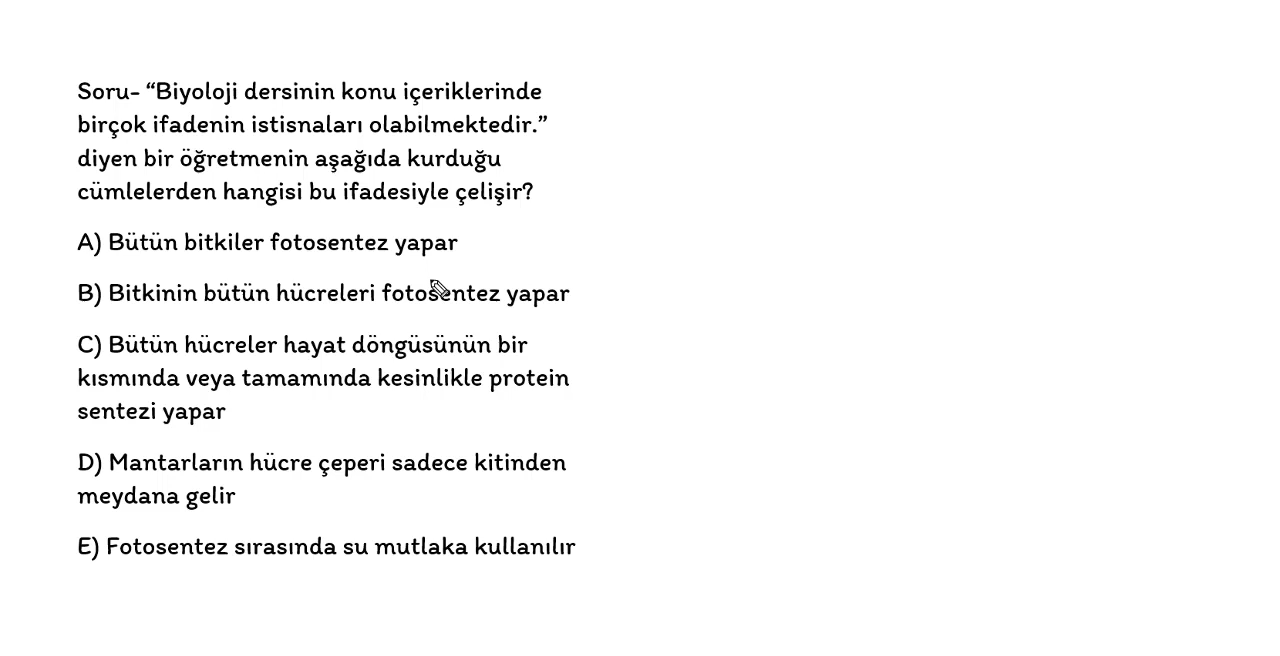 Soru- “Biyoloji dersinin konu içeriklerinde
birçok ifadenin istisnaları olabilmektedir.”
diyen bir öğretmenin aşağıda kurduğu
cümlelerden hangisi bu ifadesiyle çelişir?
A) Bütün bitkiler fotosentez yapar
B) Bitkinin bütün hücreleri fotosentez yapar
C) Bütün hücreler hayat döngüsünün bir
kısmında veya tamamında kesinlikle protein
sentezi yapar
D) Mantarların hücre çeperi sadece kitinden
meydana gelir
E) Fotosentez sırasında su mutlaka kullanılır